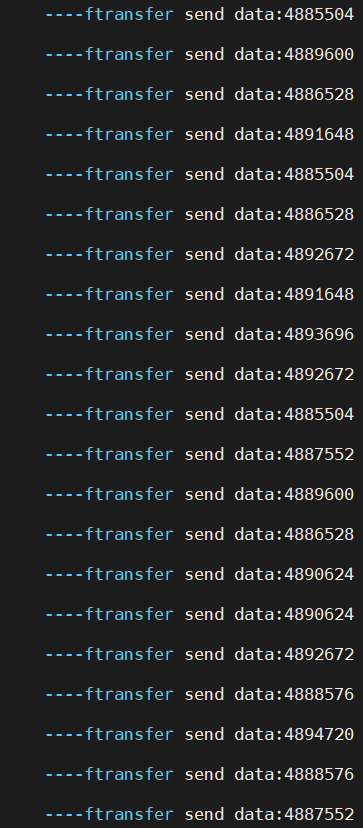 ----ftransfer send data:4885504
----ftransfer send data:4889600
----ftransfer send data:4886528
----ftransfer send data:4891648
----ftransfer send data:4885504
----ftransfer send data:4886528
----ftransfer send data:4892672
----ftransfer send data:4891648
----ftransfer send data:4893696
----ftransfer send data:4892672
----ftransfer send data:4885504
----ftransfer send data:4887552
----ftransfer send data:4889600
----ftransfer send data:4886528
----ftransfer send data:4890624
----ftransfer send data:4890624
----ftransfer send data:4892672
----ftransfer send data:4888576
----ftransfer send data:4894720
----ftransfer send data:4888576
----ftransfer send data:4887552